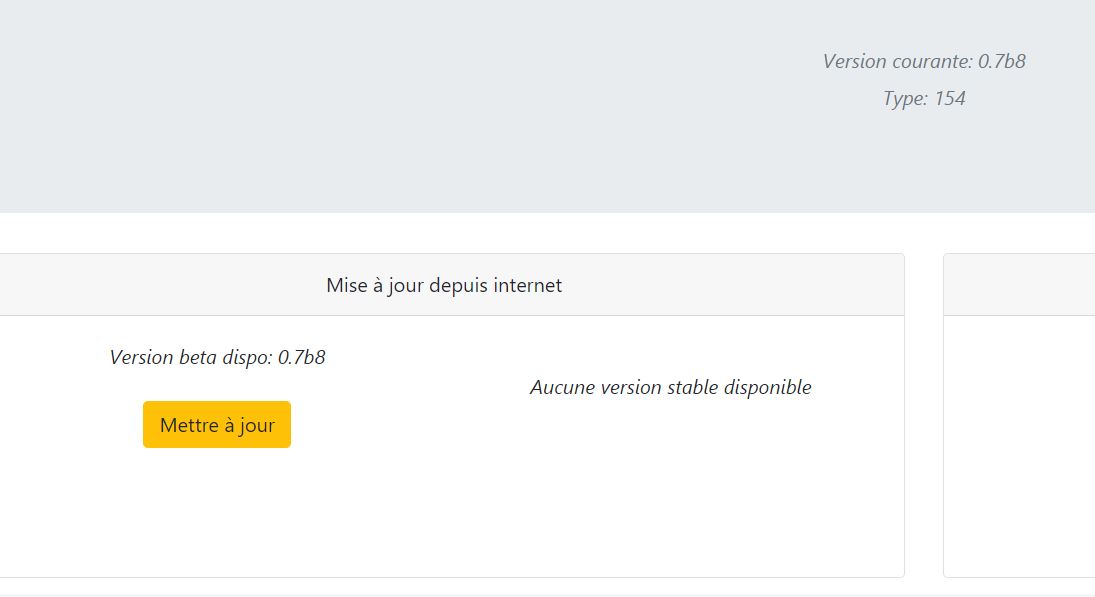 Version courante: 0.7b8
Type: 154
Mise à jour depuis internet
Version beta dispo: 0.7b8
Aucune version stable disponible
Mettre à jour